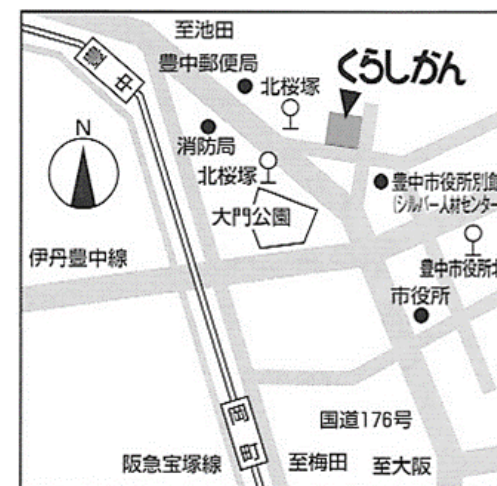 至池田
豊中郵便局
くらしかん
北桜塚
豊中
消防局
N
北桜塚
豊中市役所別館
(シルバー人材センター
大門公園
伊丹豊中線
豊中市役所北
市役所
岡町
国道176号
阪急宝塚線
至梅田
至大阪